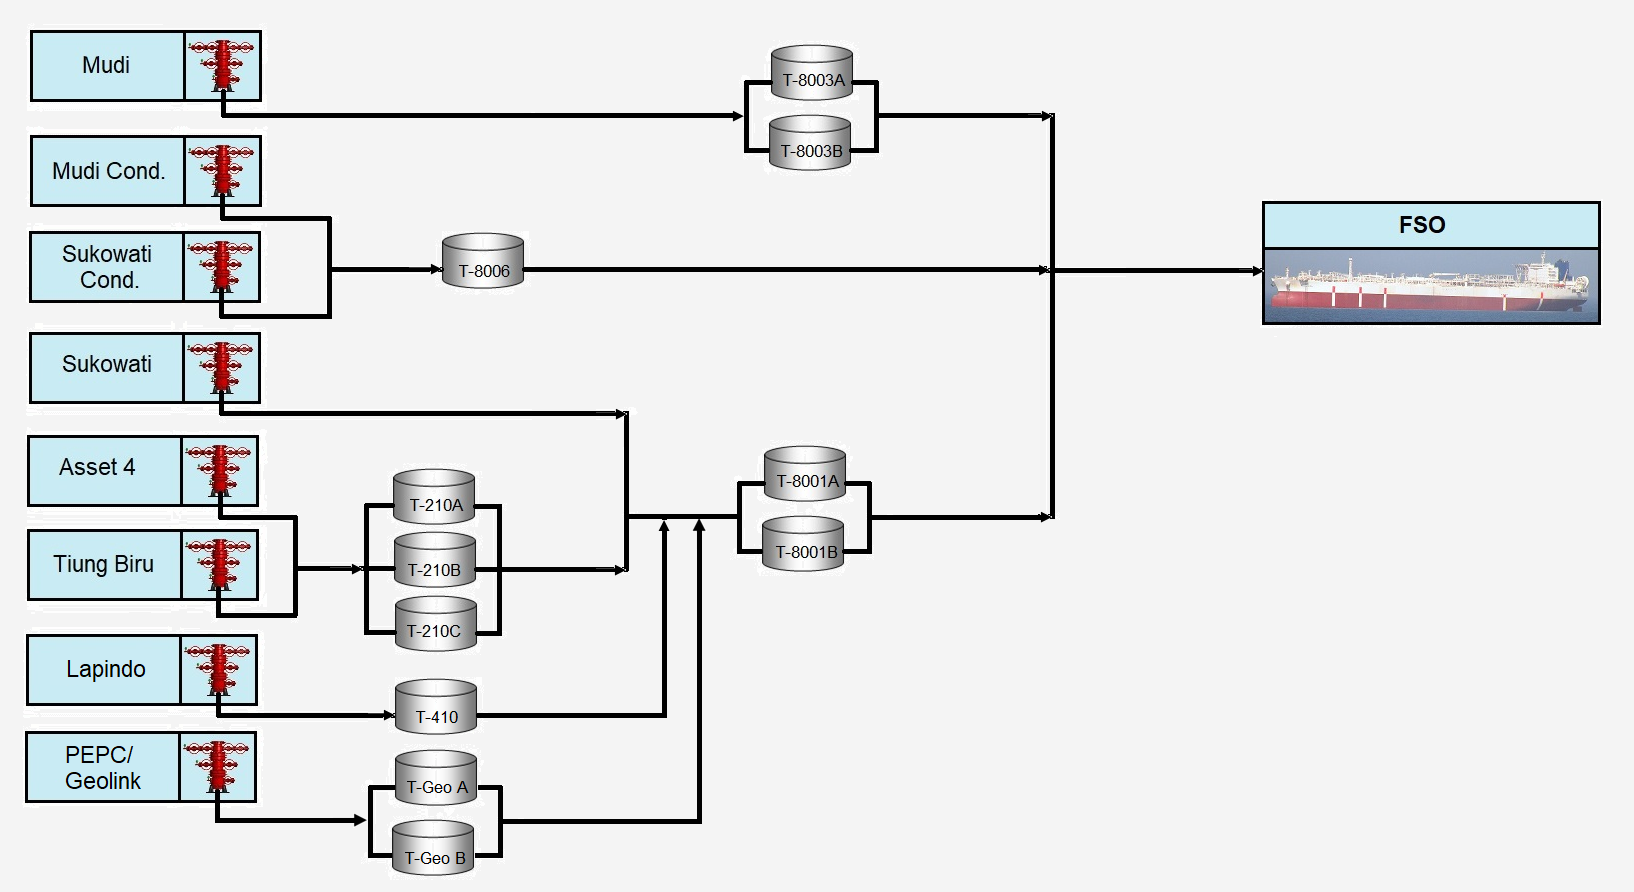 Mudi
T-8003A
T-8003B
Mudi Cond.
Sukowati
Cond.
T-8006
FSO
Sukowati
Asset 4
T-210A
T-8001A
Tiung Biru
T-210B
T-8001B
T-210C
Lapindo
T-410
PEPC/
Geolink
T-Geo A
T-Geo B